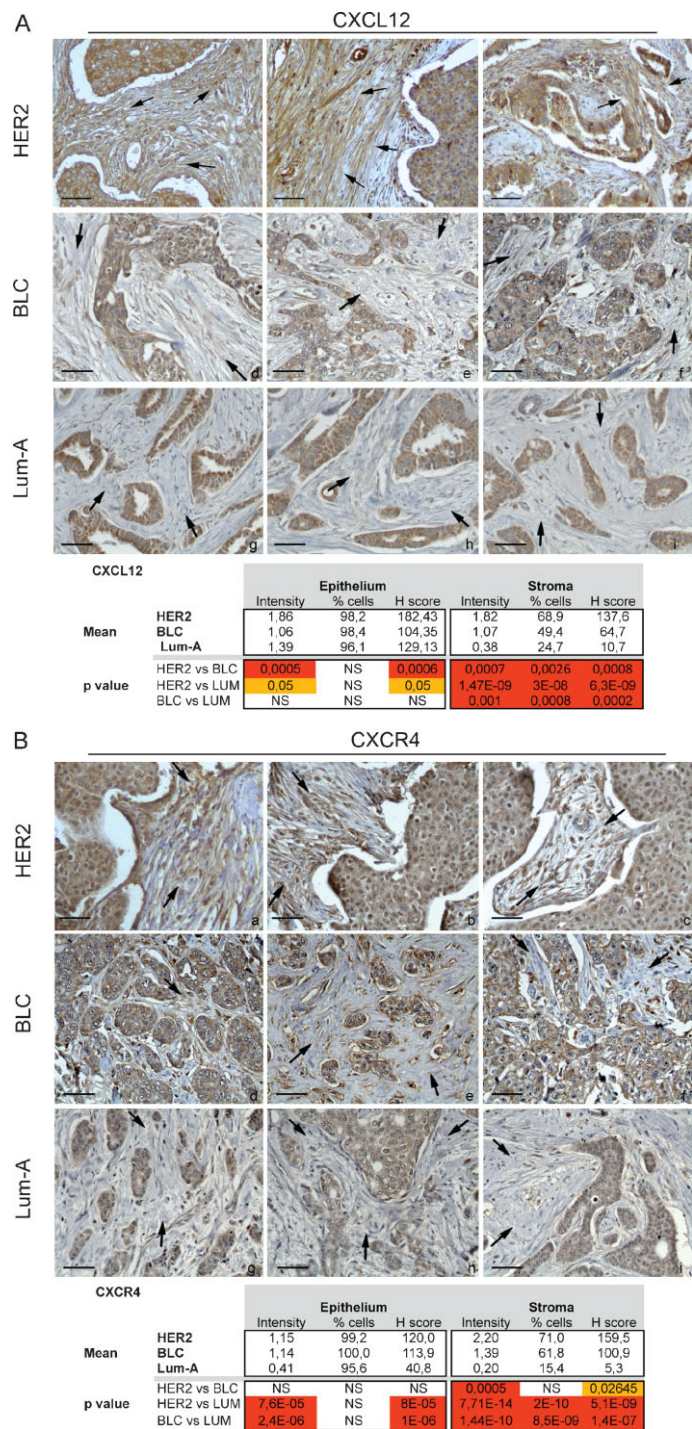 A
CXCL12
HER2
BLC
d
e
f
Lum-A
g
h
i
CXCL12
Epithelium Stroma
Intensity % cells H score Intensity % cells H score
Mean
HER2 1,86 98,2 182,43 1,82 68,9 137,6
BLC 1,06 98,4 104,35 1,07 49,4 64,7
Lum-A 1,39 96,1 129,13 0,38 24,7 10,7
p value
HER2 vs BLC 0,0005 NS 0,0006 0,0007 0,0026 0,0008
HER2 vs LUM 0,05 NS 0,05 1,47E-09 3E-08 6,3E-09
BLC vs LUM NS NS NS 0,001 0,0008 0,0002
B
CXCR4
HER2
a
b
c
BLC
d
e
f
Lum-A
g
h
i
CXCR4
Epithelium Stroma
Intensity % cells H score Intensity % cells H score
Mean
HER2 1,15 99,2 120,0 2,20 71,0 159,5
BLC 1,14 100,0 113,9 1,39 61,8 100,9
Lum-A 0,41 95,6 40,8 0,20 15,4 5,3
p value
HER2 vs BLC NS NS NS 0,0005 NS 0,02645
HER2 vs LUM 7,6E-05 NS 8E-05 7,71E-14 2E-10 5,1E-09
BLC vs LUM 2,4E-06 NS 1E-06 1,44E-10 8,5E-09 1,4E-07